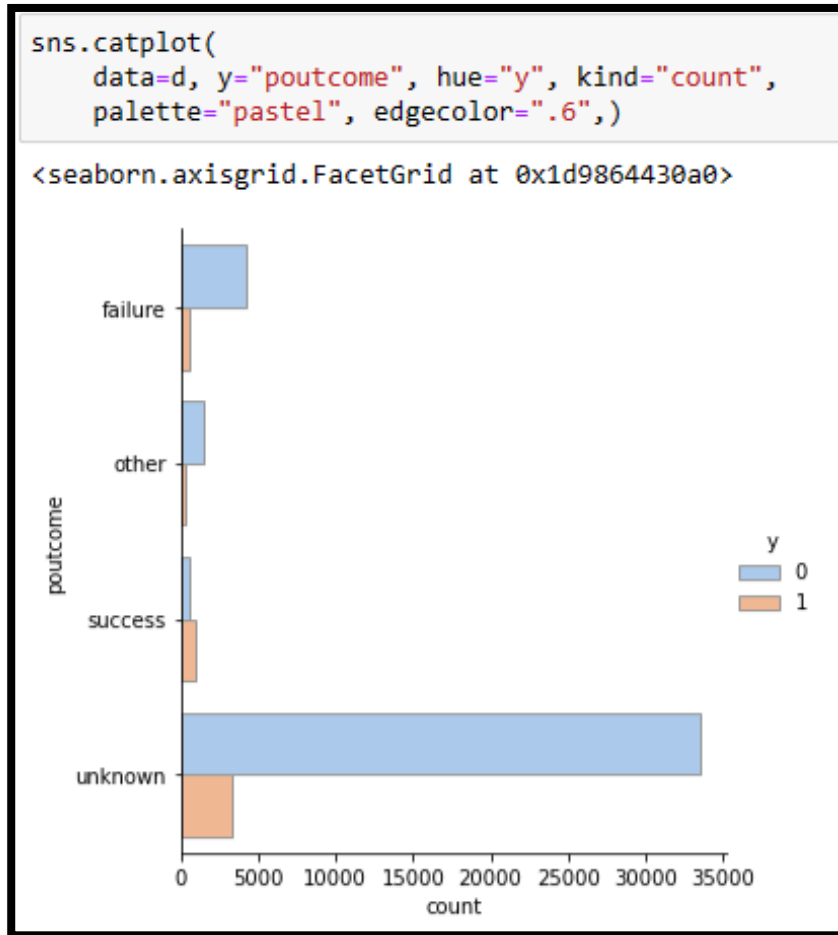 sns.catplot(
    data=d, y="poutcome", hue="y", kind="count",
    palette="pastel", edgecolor=".6",)
<seaborn.axisgrid.FacetGrid at 0x1d9864430a0>
failure
other
success
unknown
poutcome
0 5000 10000 15000 20000 25000 30000 35000
count
y
0
1